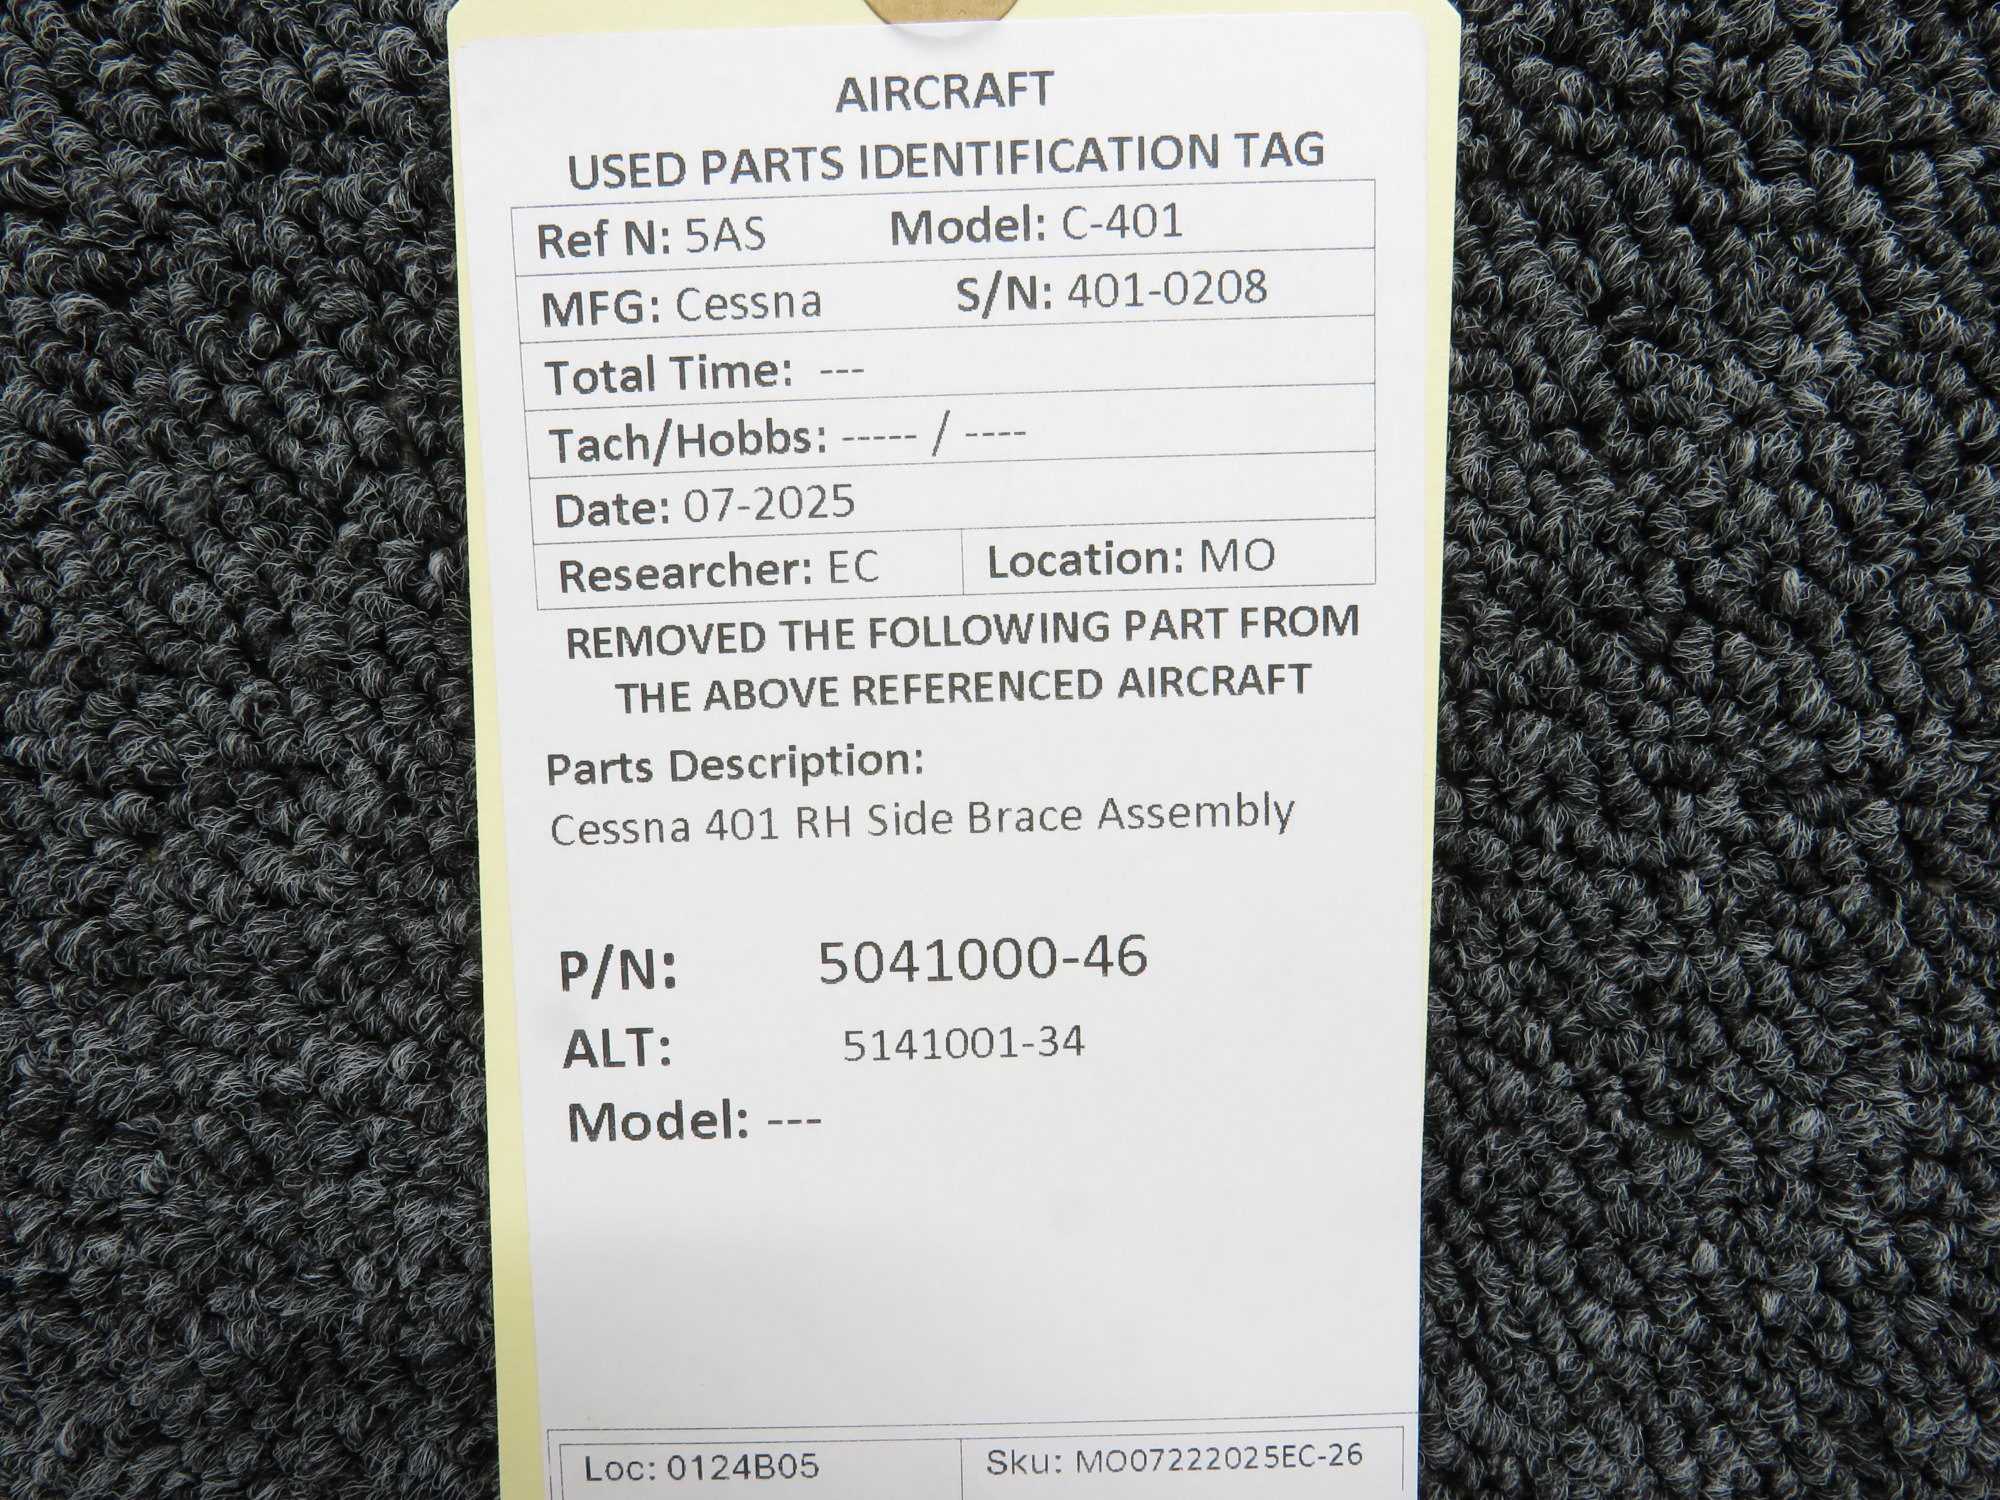 AIRCRAFT
USED PARTS IDENTIFICATION TAG
Ref N: 5AS Model: C-401
MFG: Cessna S/N: 401-0208
Total Time: ---
Tach/Hobbs: ----- / ----
Date: 07-2025
Researcher: EC Location: MO
REMOVED THE FOLLOWING PART FROM
THE ABOVE REFERENCED AIRCRAFT
Parts Description:
Cessna 401 RH Side Brace Assembly
P/N: 5041000-46
ALT: 5141001-34
Model: ---
Loc: 0124B05 Sku: MO07222025EC-26